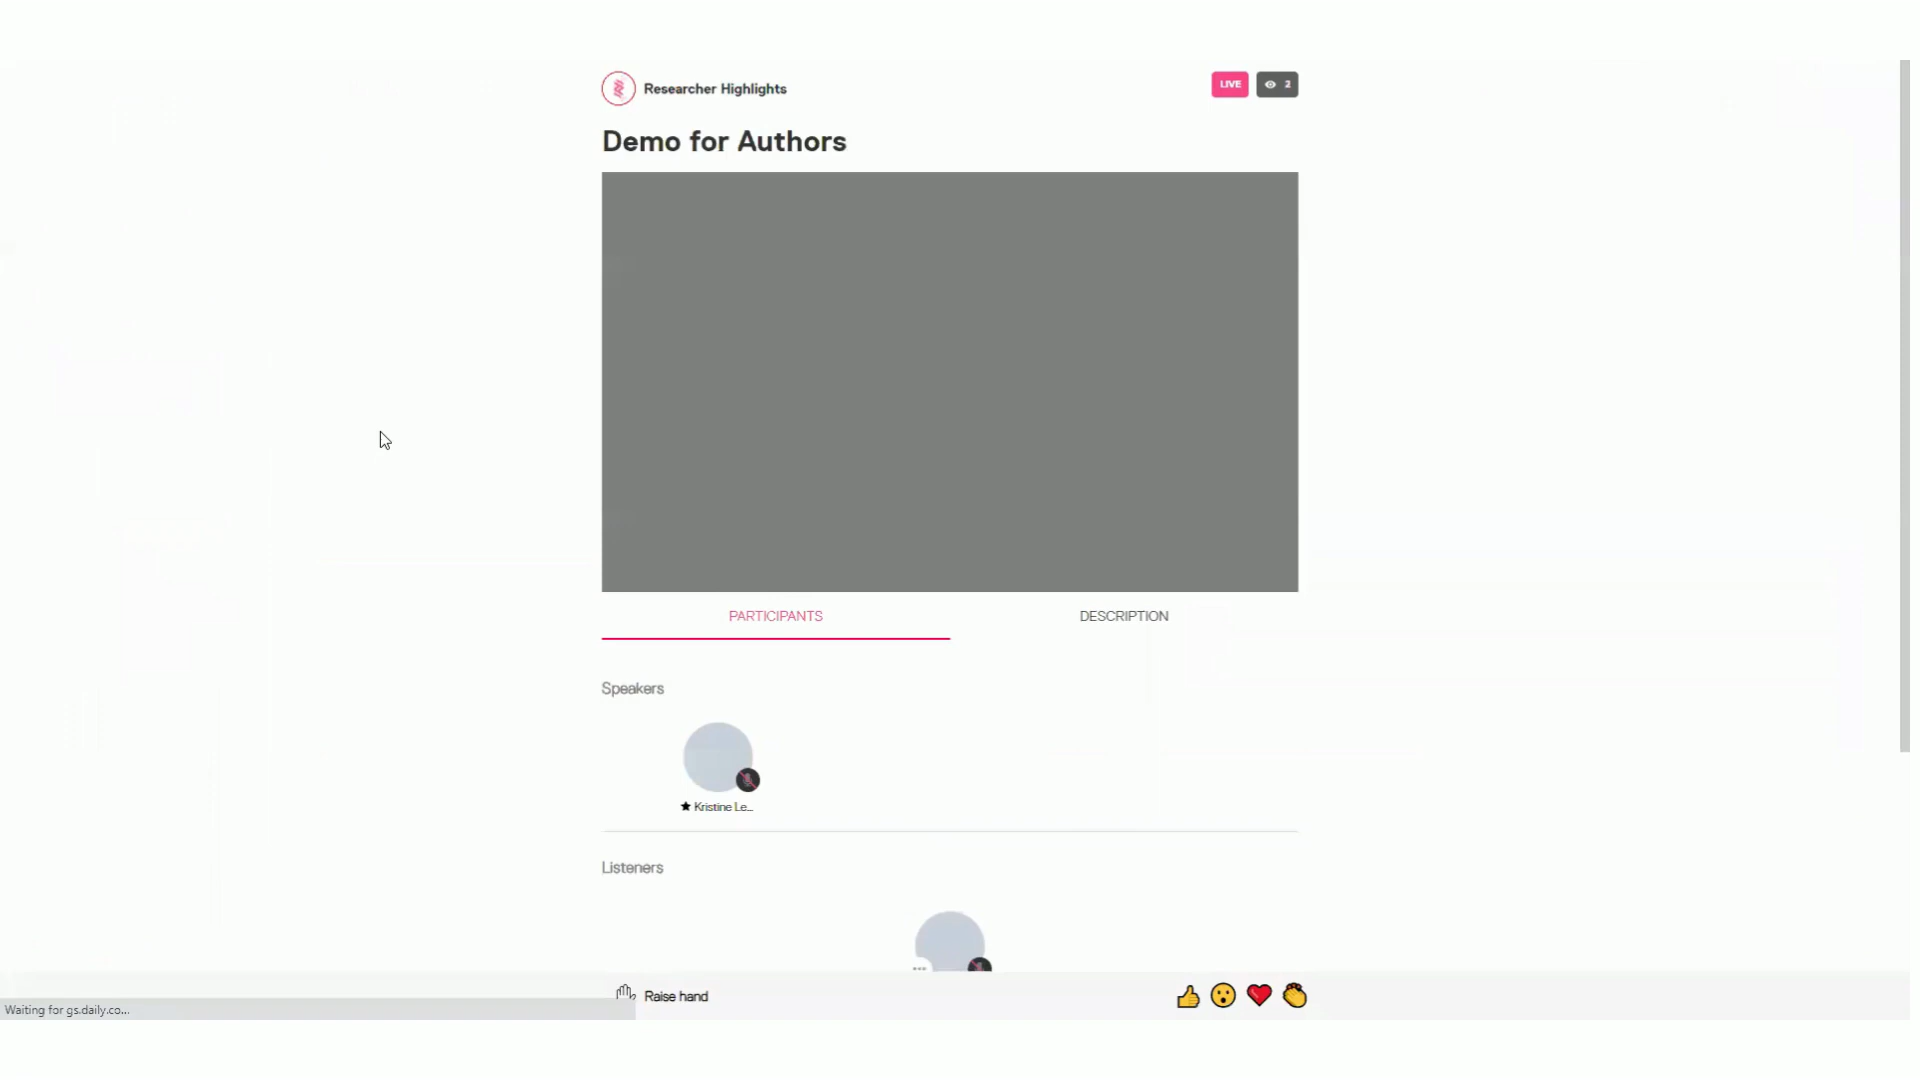 Researcher Highlights
LIVE
2
Demo for Authors
PARTICIPANTS
DESCRIPTION
Speakers
★ Kristine Le...
Listeners
Raise hand
Waiting for gs.daily.co...